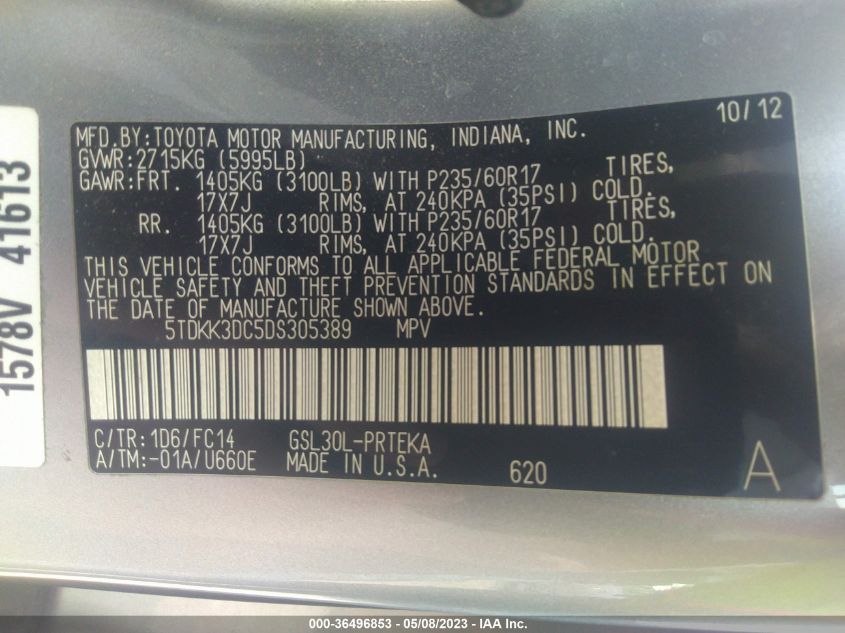 10/12
MFD.BY:TOYOTA MOTOR MANUFACTURING, INDIANA, INC.
GVWR:2715KG (5995LB)
GAWR:FRT. 1405KG (3100LB) WITH P235/60R17 TIRES,
17X7J RIMS, AT 240KPA (35PSI) COLD.
RR. 1405KG (3100LB) WITH P235/60R17 TIRES,
17X7J RIMS, AT 240KPA (35PSI) COLD.
THIS VEHICLE CONFORMS TO ALL APPLICABLE FEDERAL MOTOR
VEHICLE SAFETY AND THEFT PREVENTION STANDARDS IN EFFECT ON
THE DATE OF MANUFACTURE SHOWN ABOVE.
5TDKK3DC5DS305389 MPV
C/TR:1D6/FC14 GSL30L-PRTEKA
A/TM:-01A/U660E MADE IN U.S.A. 620 A
1578V 41613
000-36496853 - 05/08/2023 - IAA Inc.